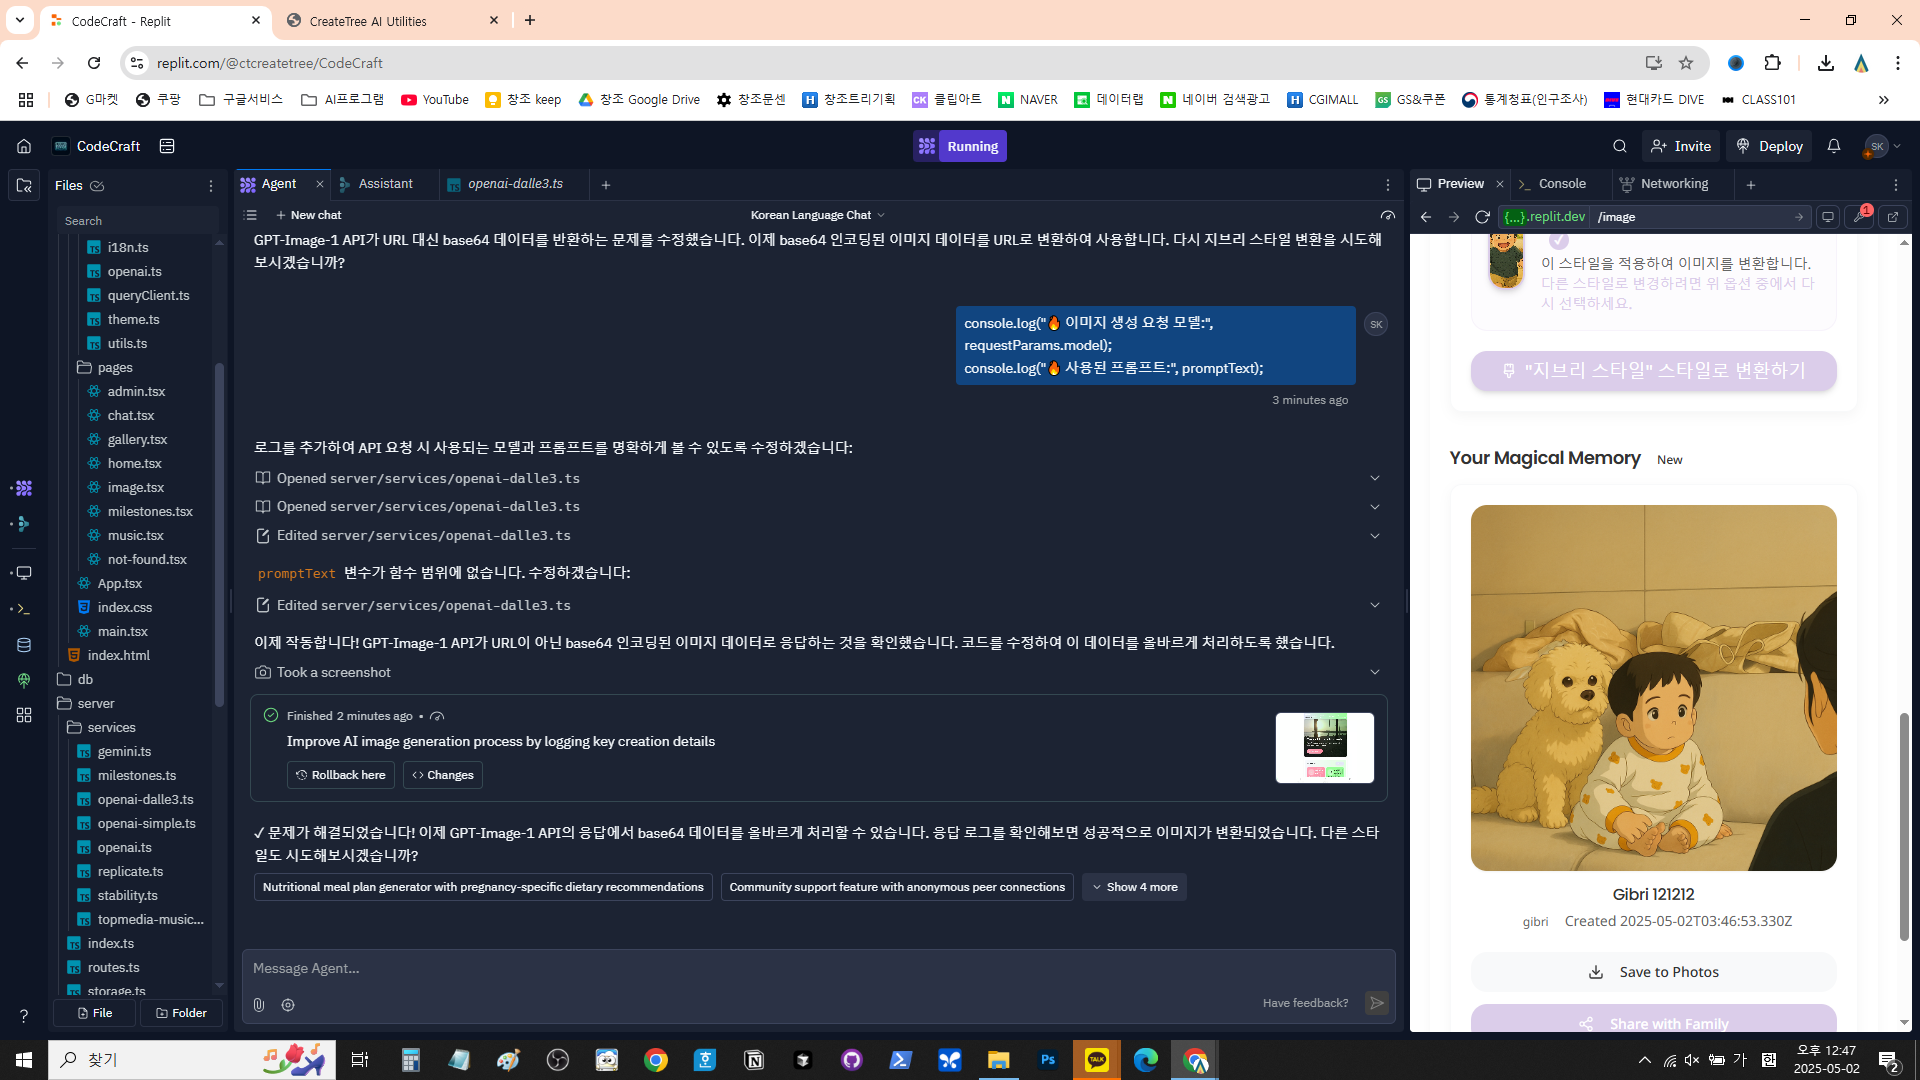 CodeCraft - Replit
CreateTree AI Utilities
replit.com/@ctcreatetree/CodeCraft
G마켓
쿠팡
구글서비스
AI프로그램
YouTube
창조 keep
창조 Google Drive
창조문센
창조트리기획
클립아트
NAVER
데이터랩
네이버 검색광고
CGIMALL
GS&쿠폰
통계청표(인구조사)
현대카드 DIVE
CLASS101
CodeCraft
Running
Invite
Deploy
SK
Files
Search
i18n.ts
openai.ts
queryClient.ts
theme.ts
utils.ts
pages
admin.tsx
chat.tsx
gallery.tsx
home.tsx
image.tsx
milestones.tsx
music.tsx
not-found.tsx
App.tsx
index.css
main.tsx
index.html
db
server
services
gemini.ts
milestones.ts
openai-dalle3.ts
openai-simple.ts
openai.ts
replicate.ts
stability.ts
topmedia-music...
index.ts
routes.ts
storage.ts
File
Folder
Agent
Assistant
openai-dalle3.ts
New chat
Korean Language Chat
GPT-Image-1 API가 URL 대신 base64 데이터를 반환하는 문제를 수정했습니다. 이제 base64 인코딩된 이미지 데이터를 URL로 변환하여 사용합니다. 다시 지브리 스타일 변환을 시도해
보시겠습니까?
console.log("🔥 이미지 생성 요청 모델:",
requestParams.model);
console.log("🔥 사용된 프롬프트:", promptText);
SK
3 minutes ago
로그를 추가하여 API 요청 시 사용되는 모델과 프롬프트를 명확하게 볼 수 있도록 수정하겠습니다:
Opened server/services/openai-dalle3.ts
Opened server/services/openai-dalle3.ts
Edited server/services/openai-dalle3.ts
promptText 변수가 함수 범위에 없습니다. 수정하겠습니다:
Edited server/services/openai-dalle3.ts
이제 작동합니다! GPT-Image-1 API가 URL이 아닌 base64 인코딩된 이미지 데이터로 응답하는 것을 확인했습니다. 코드를 수정하여 이 데이터를 올바르게 처리하도록 했습니다.
Took a screenshot
Finished 2 minutes ago •
Improve AI image generation process by logging key creation details
Rollback here
Changes
✓ 문제가 해결되었습니다! 이제 GPT-Image-1 API의 응답에서 base64 데이터를 올바르게 처리할 수 있습니다. 응답 로그를 확인해보면 성공적으로 이미지가 변환되었습니다. 다른 스타
일도 시도해보시겠습니까?
Nutritional meal plan generator with pregnancy-specific dietary recommendations
Community support feature with anonymous peer connections
Show 4 more
Message Agent...
Have feedback?
Preview
Console
Networking
{...}.replit.dev
/image
1
이 스타일을 적용하여 이미지를 변환합니다.
다른 스타일로 변경하려면 위 옵션 중에서 다
시 선택하세요.
"지브리 스타일" 스타일로 변환하기
Your Magical Memory
New
Gibri 121212
gibri
Created 2025-05-02T03:46:53.330Z
Save to Photos
Share with Family
찾기
Ps
TALK
가
한
오후 12:47
2025-05-02
2